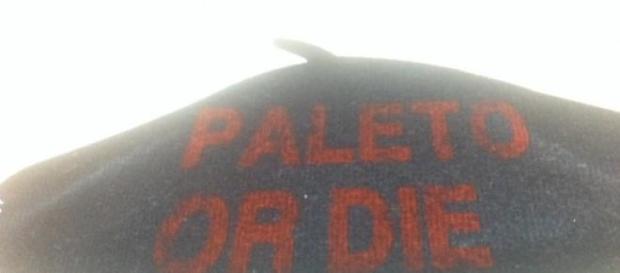 PALETO
OR DIE